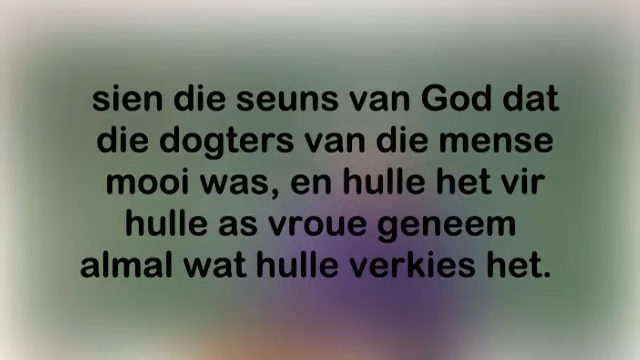 sien die seuns van God dat
die dogters van die mense
mooi was, en hulle het vir
hulle as vroue geneem
almal wat hulle verkies het.